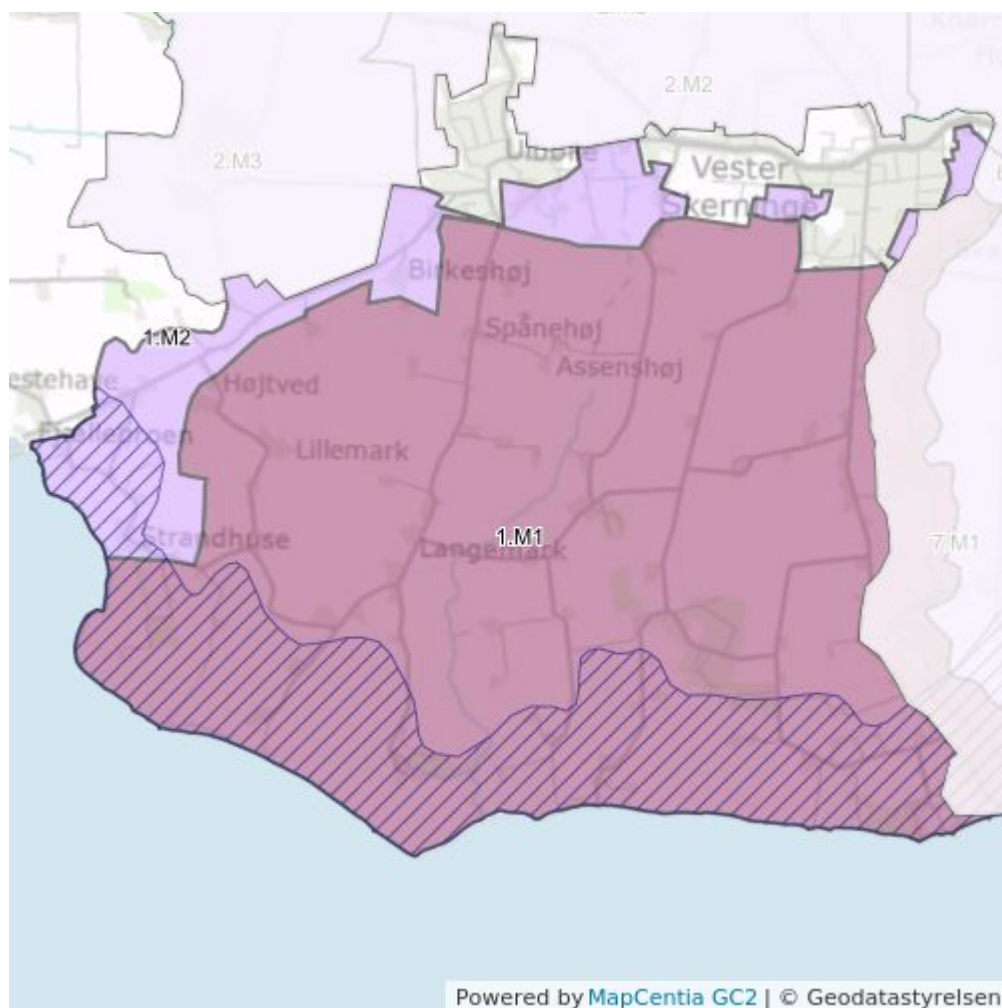 2.M2
2.M3
Vester
Skerninge
Birkeshøj
Spånehøj
1.M2
Assenshøj
Højtved
Lillemark
1.M1
Strandhuse
Langemark
7.M1
Powered by MapCentia GC2 | © Geodatastyrelsen